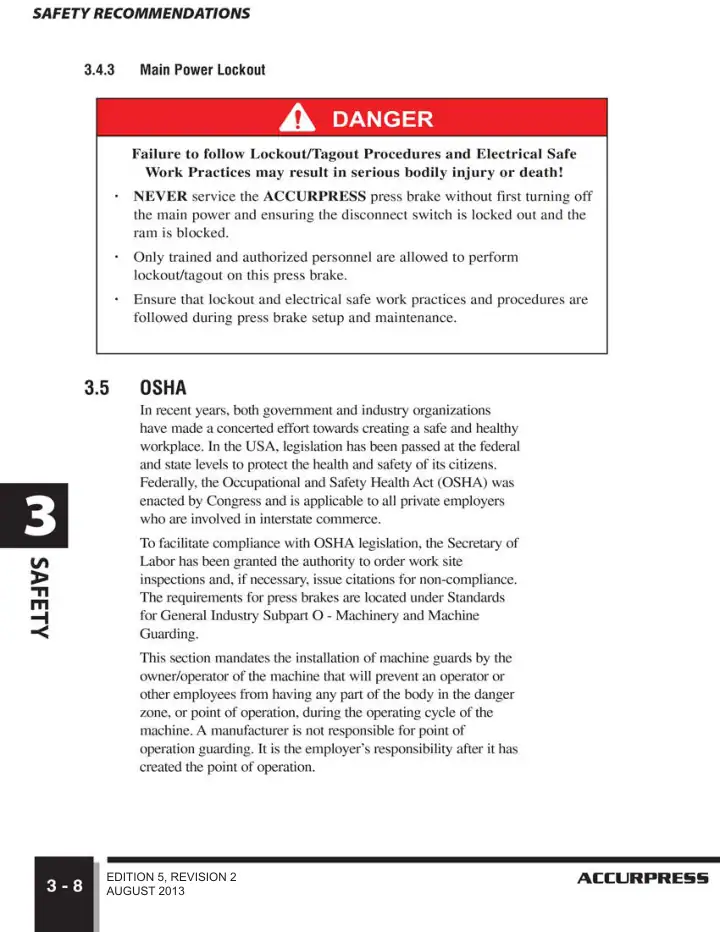 SAFETY RECOMMENDATIONS
3.4.3 Main Power Lockout
DANGER
Failure to follow Lockout/Tagout Procedures and Electrical Safe
Work Practices may result in serious bodily injury or death!
· NEVER service the ACCURPRESS press brake without first turning off
the main power and ensuring the disconnect switch is locked out and the
ram is blocked.
· Only trained and authorized personnel are allowed to perform
lockout/tagout on this press brake.
· Ensure that lockout and electrical safe work practices and procedures are
followed during press brake setup and maintenance.
3.5 OSHA
In recent years, both government and industry organizations
have made a concerted effort towards creating a safe and healthy
workplace. In the USA, legislation has been passed at the federal
and state levels to protect the health and safety of its citizens.
Federally, the Occupational and Safety Health Act (OSHA) was
enacted by Congress and is applicable to all private employers
who are involved in interstate commerce.
To facilitate compliance with OSHA legislation, the Secretary of
Labor has been granted the authority to order work site
inspections and, if necessary, issue citations for non-compliance.
The requirements for press brakes are located under Standards
for General Industry Subpart O - Machinery and Machine
Guarding.
This section mandates the installation of machine guards by the
owner/operator of the machine that will prevent an operator or
other employees from having any part of the body in the danger
zone, or point of operation, during the operating cycle of the
machine. A manufacturer is not responsible for point of
operation guarding. It is the employer's responsibility after it has
created the point of operation.
3
SAFETY
3 - 8
EDITION 5, REVISION 2
AUGUST 2013
ACCURPRESS